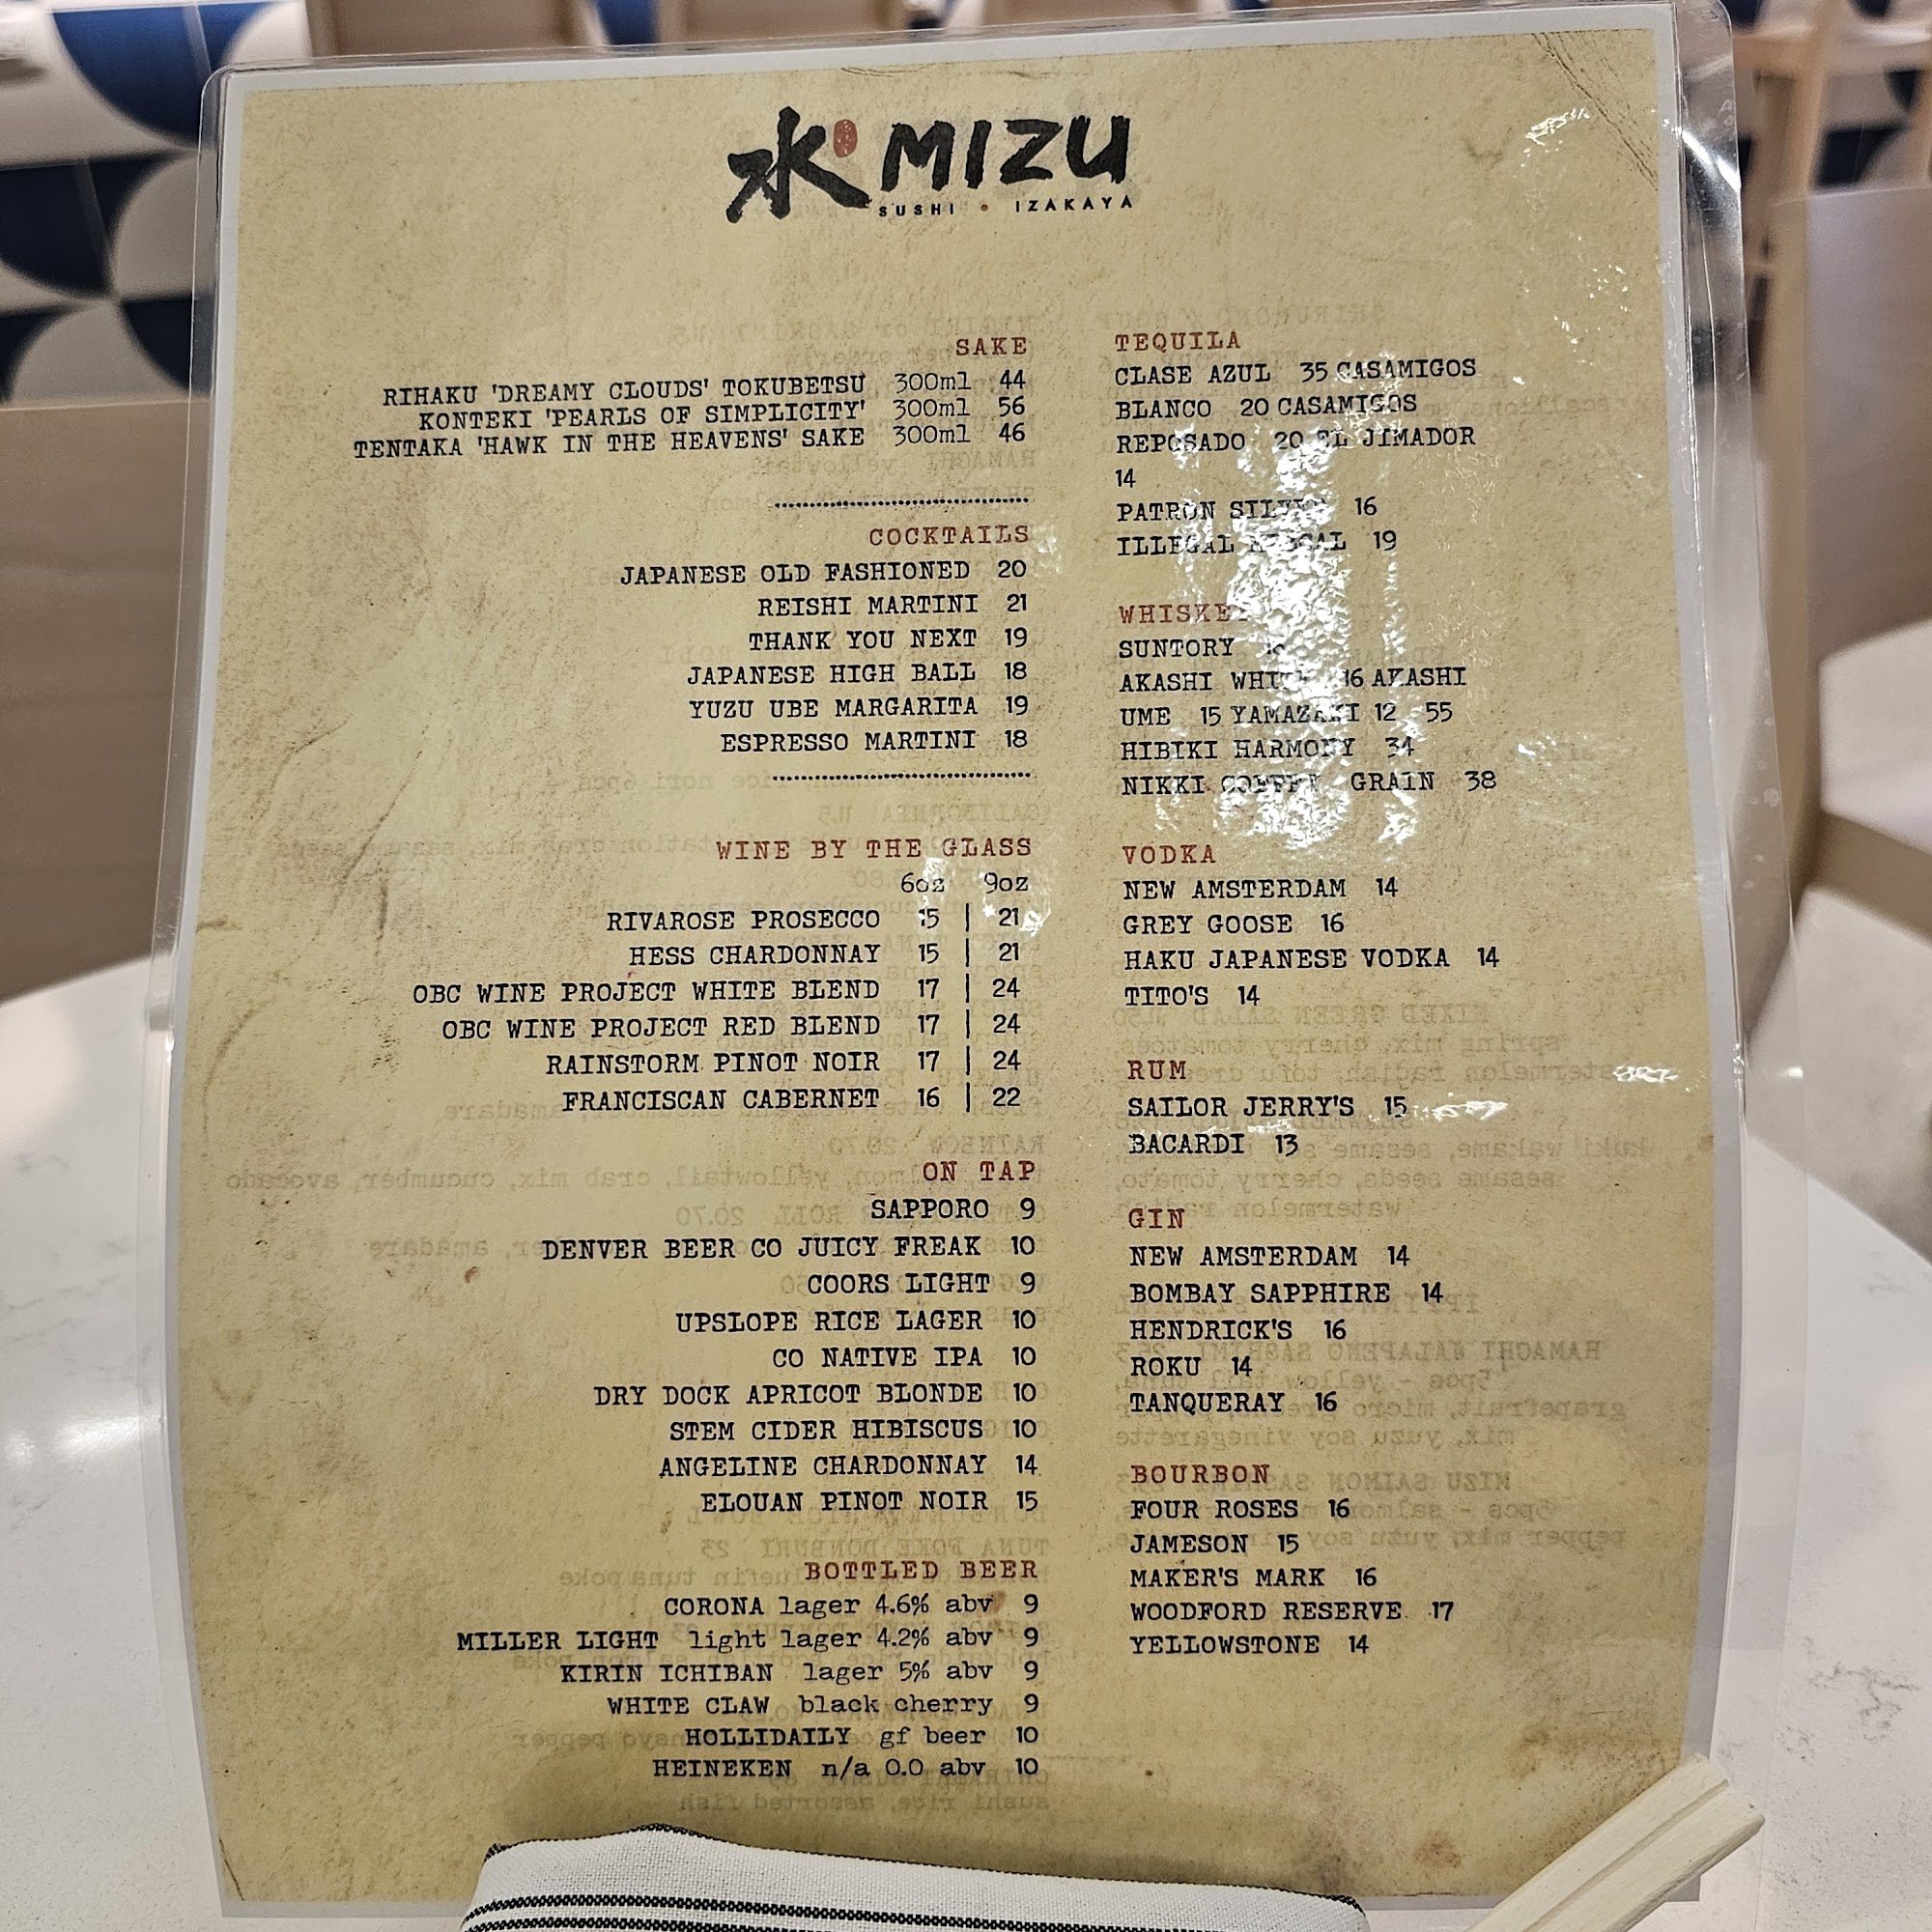 水 MIZU
SUSHI • IZAKAYA
SAKE
RIHAKU 'DREAMY CLOUDS' TOKUBETSU 300ml 44
KONTEKI 'PEARLS OF SIMPLICITY' 300ml 56
TENTAKA 'HAWK IN THE HEAVENS' SAKE 300ml 46
COCKTAILS
JAPANESE OLD FASHIONED 20
REISHI MARTINI 21
THANK YOU NEXT 19
JAPANESE HIGH BALL 18
YUZU UBE MARGARITA 19
ESPRESSO MARTINI 18
WINE BY THE GLASS
6oz 9oz
RIVAROSE PROSECCO 15 | 21
HESS CHARDONNAY 15 | 21
OBC WINE PROJECT WHITE BLEND 17 | 24
OBC WINE PROJECT RED BLEND 17 | 24
RAINSTORM PINOT NOIR 17 | 24
FRANCISCAN CABERNET 16 | 22
ON TAP
SAPPORO 9
DENVER BEER CO JUICY FREAK 10
COORS LIGHT 9
UPSLOPE RICE LAGER 10
CO NATIVE IPA 10
DRY DOCK APRICOT BLONDE 10
STEM CIDER HIBISCUS 10
ANGELINE CHARDONNAY 14
ELOUAN PINOT NOIR 15
BOTTLED BEER
CORONA lager 4.6% abv 9
MILLER LIGHT light lager 4.2% abv 9
KIRIN ICHIBAN lager 5% abv 9
WHITE CLAW black cherry 9
HOLLIDAILY gf beer 10
HEINEKEN n/a 0.0 abv 10
TEQUILA
CLASE AZUL 35 CASAMIGOS
BLANCO 20 CASAMIGOS
REPOSADO 20 EL JIMADOR
14
PATRON SILVER 16
ILLEGAL MEZCAL 19
WHISKEY
SUNTORY
AKASHI WHITE 16 AKASHI
UME 15 YAMAZAKI 12 55
HIBIKI HARMONY 34
NIKKI COFFEY GRAIN 38
VODKA
NEW AMSTERDAM 14
GREY GOOSE 16
HAKU JAPANESE VODKA 14
TITO'S 14
RUM
SAILOR JERRY'S 15
BACARDI 13
GIN
NEW AMSTERDAM 14
BOMBAY SAPPHIRE 14
HENDRICK'S 16
ROKU 14
TANQUERAY 16
BOURBON
FOUR ROSES 16
JAMESON 15
MAKER'S MARK 16
WOODFORD RESERVE 17
YELLOWSTONE 14